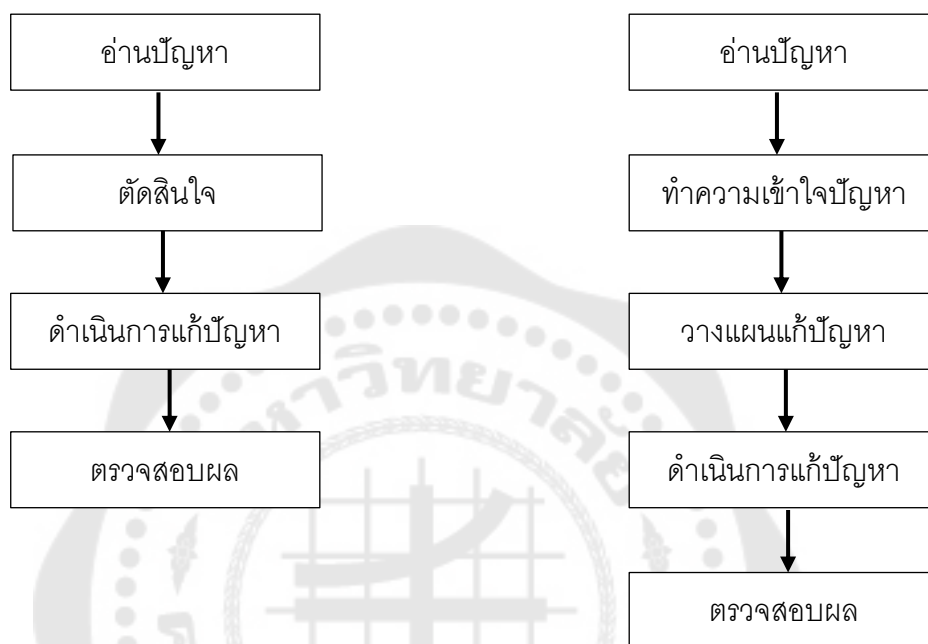 อ่านปัญหา
ตัดสินใจ
ดำเนินการแก้ปัญหา
ตรวจสอบผล
อ่านปัญหา
ทำความเข้าใจปัญหา
วางแผนแก้ปัญหา
ดำเนินการแก้ปัญหา
ตรวจสอบผล